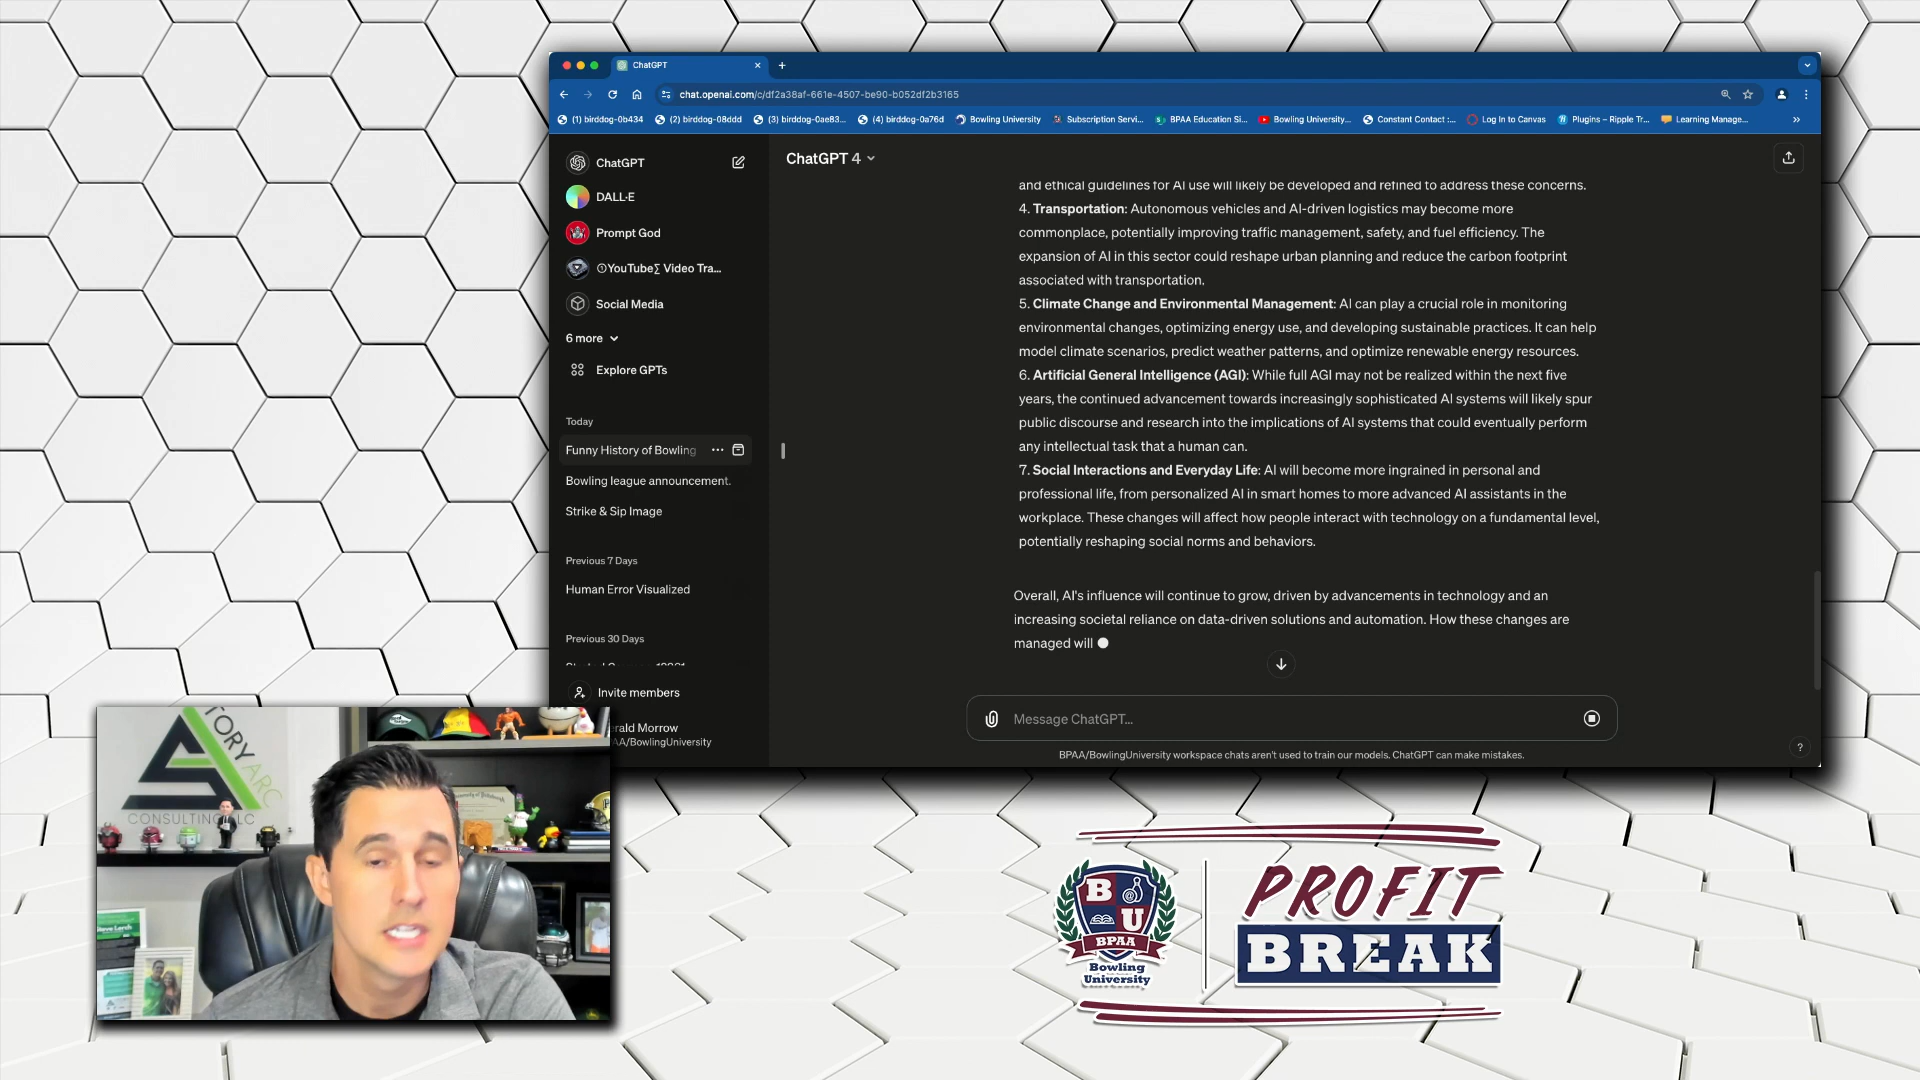 ChatGPT
chat.openai.com/c/df2a38af-661e-4507-be90-b052df2b3165
(1) birddog-0b434
(2) birddog-08ddd
(3) birddog-0ae83...
(4) birddog-0a76d
Bowling University
Subscription Servi...
BPAA Education Si...
Bowling University...
Constant Contact :...
Log In to Canvas
Plugins – Ripple Tr...
Learning Manage...
»
ChatGPT
DALL·E
Prompt God
YouTube∑ Video Tra...
Social Media
6 more
Explore GPTs
Today
Funny History of Bowling
Bowling league announcement.
Strike & Sip Image
Previous 7 Days
Human Error Visualized
Previous 30 Days
Invite members
erald Morrow
AA/BowlingUniversity
ChatGPT 4
and ethical guidelines for AI use will likely be developed and refined to address these concerns.
4. Transportation: Autonomous vehicles and AI-driven logistics may become more
commonplace, potentially improving traffic management, safety, and fuel efficiency. The
expansion of AI in this sector could reshape urban planning and reduce the carbon footprint
associated with transportation.
5. Climate Change and Environmental Management: AI can play a crucial role in monitoring
environmental changes, optimizing energy use, and developing sustainable practices. It can help
model climate scenarios, predict weather patterns, and optimize renewable energy resources.
6. Artificial General Intelligence (AGI): While full AGI may not be realized within the next five
years, the continued advancement towards increasingly sophisticated AI systems will likely spur
public discourse and research into the implications of AI systems that could eventually perform
any intellectual task that a human can.
7. Social Interactions and Everyday Life: AI will become more ingrained in personal and
professional life, from personalized AI in smart homes to more advanced AI assistants in the
workplace. These changes will affect how people interact with technology on a fundamental level,
potentially reshaping social norms and behaviors.
Overall, AI's influence will continue to grow, driven by advancements in technology and an
increasing societal reliance on data-driven solutions and automation. How these changes are
managed will
Message ChatGPT...
BPAA/BowlingUniversity workspace chats aren't used to train our models. ChatGPT can make mistakes.
?
TORY ARC
CONSULTING LLC
Steve Lerch
B
U
BPAA
Bowling
University
PROFIT
BREAK